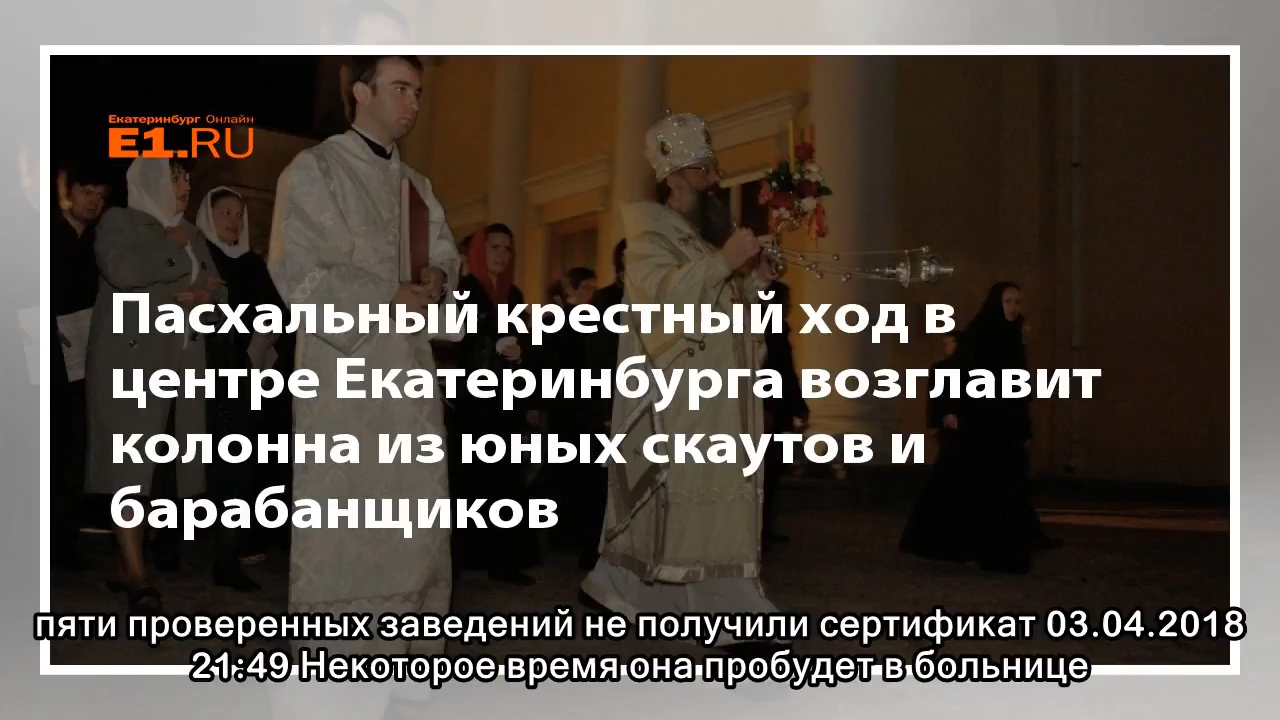 Екатеринбург Онлайн
E1.RU
Пасхальный крестный ход в
центре Екатеринбурга возглавит
колонна из юных скаутов и
барабанщиков
пяти проверенных заведений не получили сертификат 03.04.2018
21:49 Некоторое время она пробудет в больнице